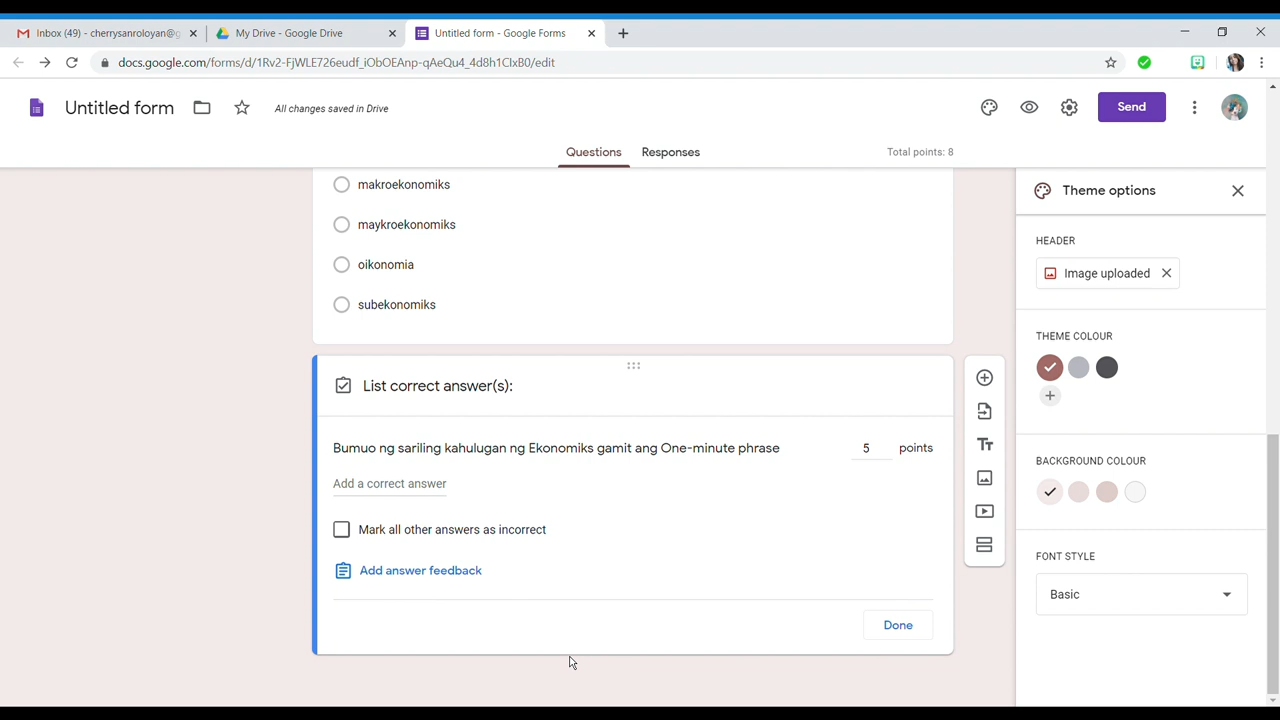 Inbox (49) - cherrysanroloyan@g
My Drive - Google Drive
Untitled form - Google Forms
docs.google.com/forms/d/1Rv2-FjWLE726eudf_iObOEAnp-qAeQu4_4d8h1ClxB0/edit
Untitled form
All changes saved in Drive
Send
Questions
Responses
Total points: 8
makroekonomiks
maykroekonomiks
oikonomia
subekonomiks
List correct answer(s):
Bumuo ng sariling kahulugan ng Ekonomiks gamit ang One-minute phrase
5 points
Add a correct answer
Mark all other answers as incorrect
Add answer feedback
Done
Tт
Theme options
HEADER
Image uploaded
THEME COLOUR
BACKGROUND COLOUR
FONT STYLE
Basic